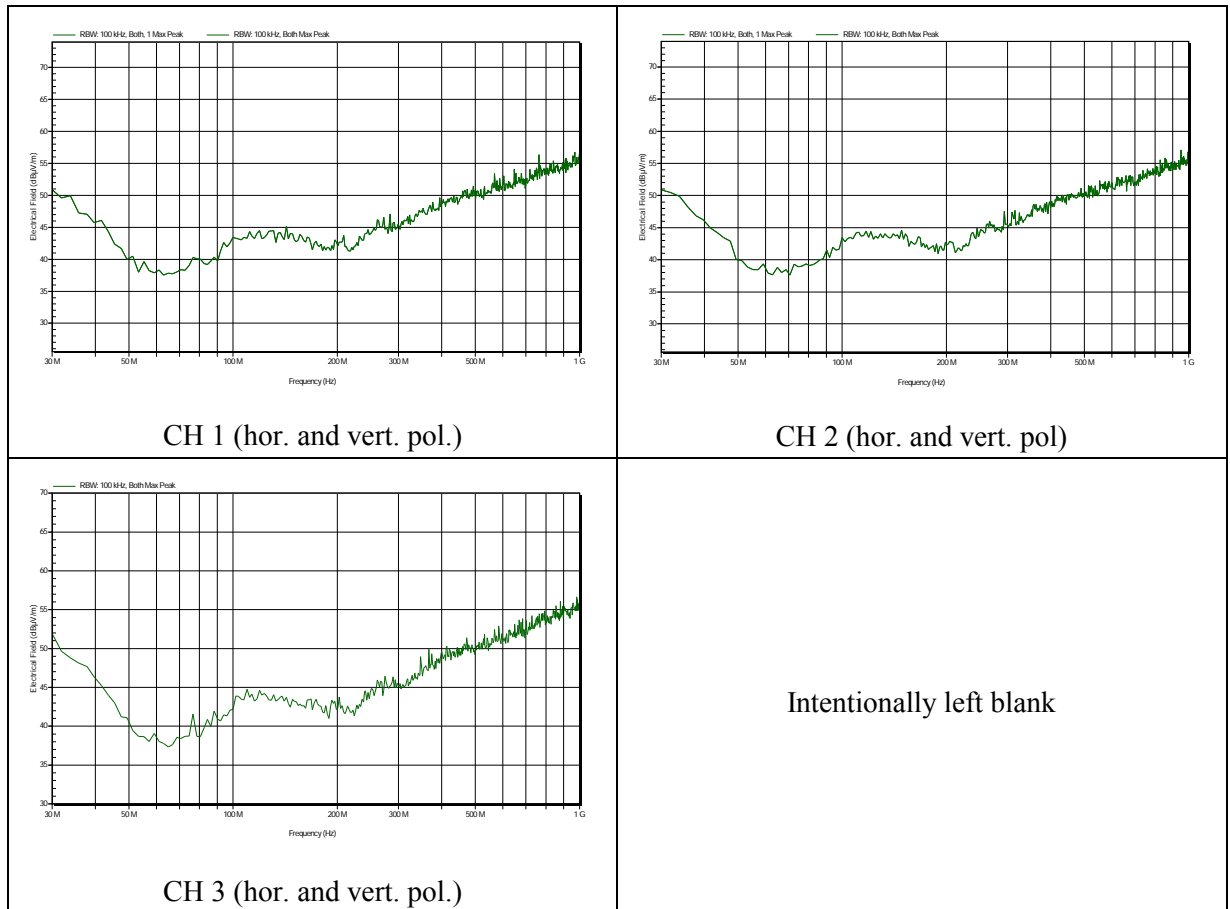 RBW: 100 kHz, Both, 1 Max Peak RBW: 100 kHz, Both Max Peak
70
65
60
55
50
45
40
35
30
Electrical Field (dBµV/m)
30 M 50 M 100 M 200 M 300 M 500 M 1 G
Frequency (Hz)
CH 1 (hor. and vert. pol.)
RBW: 100 kHz, Both, 1 Max Peak RBW: 100 kHz, Both Max Peak
70
65
60
55
50
45
40
35
30
Electrical Field (dBµV/m)
30 M 50 M 100 M 200 M 300 M 500 M 1 G
Frequency (Hz)
CH 2 (hor. and vert. pol)
RBW: 100 kHz, Both Max Peak
70
65
60
55
50
45
40
35
30
Electrical Field (dBµV/m)
30 M 50 M 100 M 200 M 300 M 500 M 1 G
Frequency (Hz)
CH 3 (hor. and vert. pol.)
Intentionally left blank